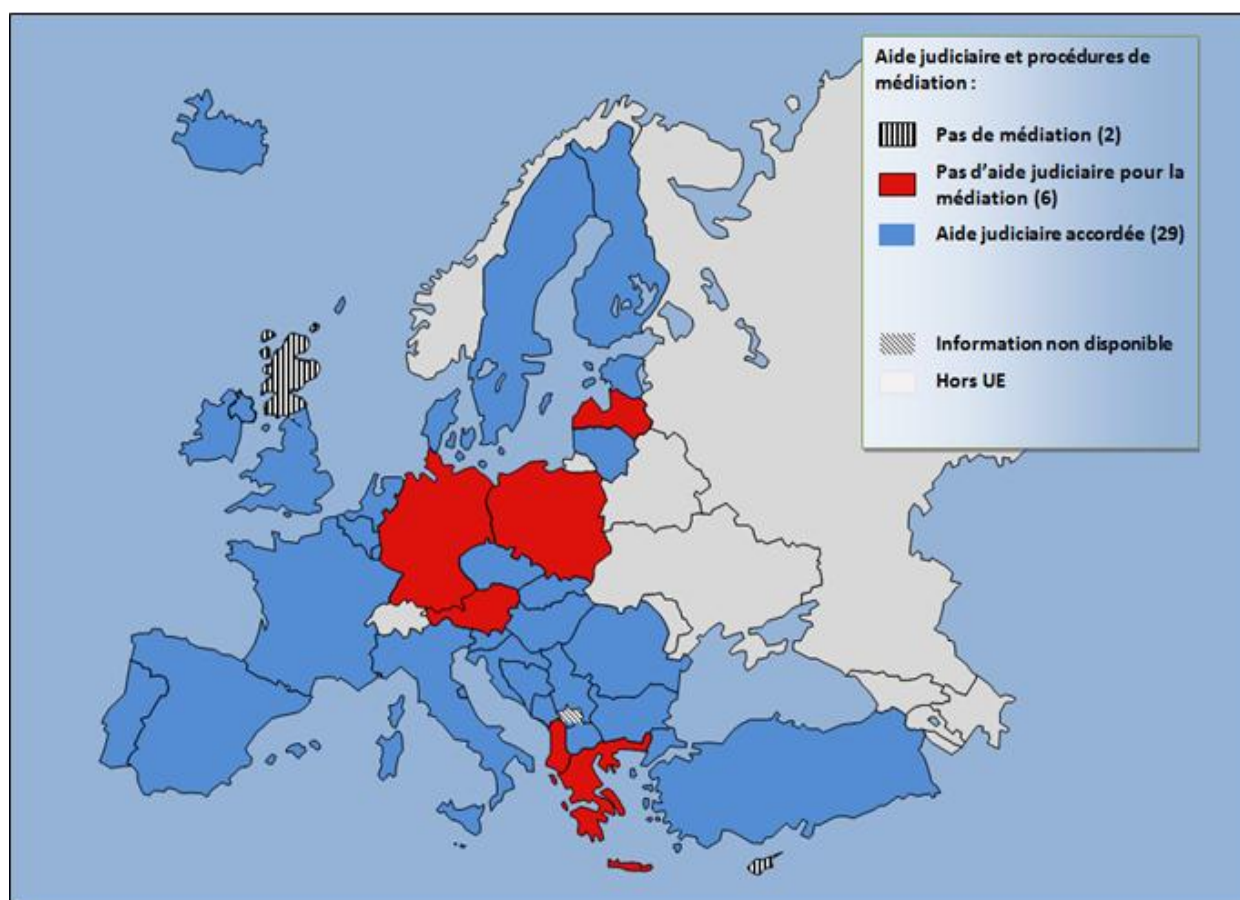 Aide judiciaire et procédures de
médiation :
Pas de médiation (2)
Pas d'aide judiciaire pour la
médiation (6)
Aide judiciaire accordée (29)
Information non disponible
Hors UE